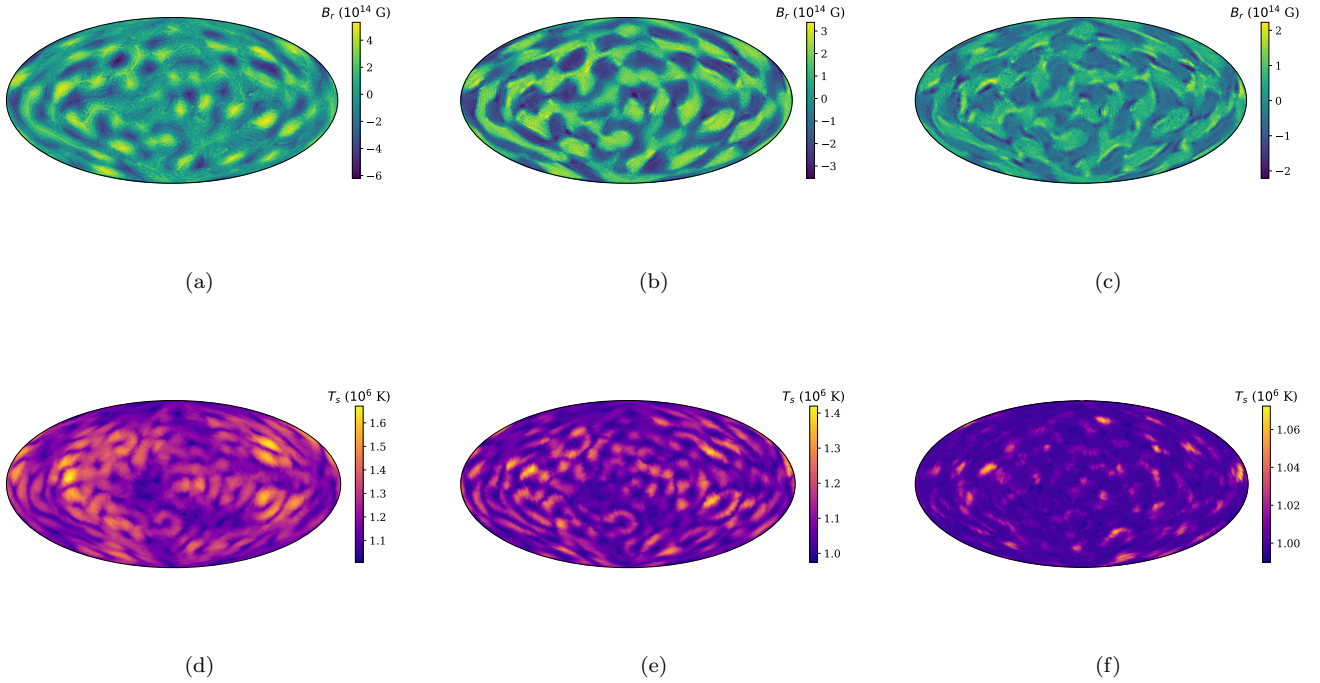 B_r (10^14 G)
4
2
0
−2
−4
−6
B_r (10^14 G)
3
2
1
0
−1
−2
−3
B_r (10^14 G)
2
1
0
−1
−2
(a)
(b)
(c)
T_s (10^6 K)
1.6
1.5
1.4
1.3
1.2
1.1
T_s (10^6 K)
1.4
1.3
1.2
1.1
1.0
T_s (10^6 K)
1.06
1.04
1.02
1.00
(d)
(e)
(f)